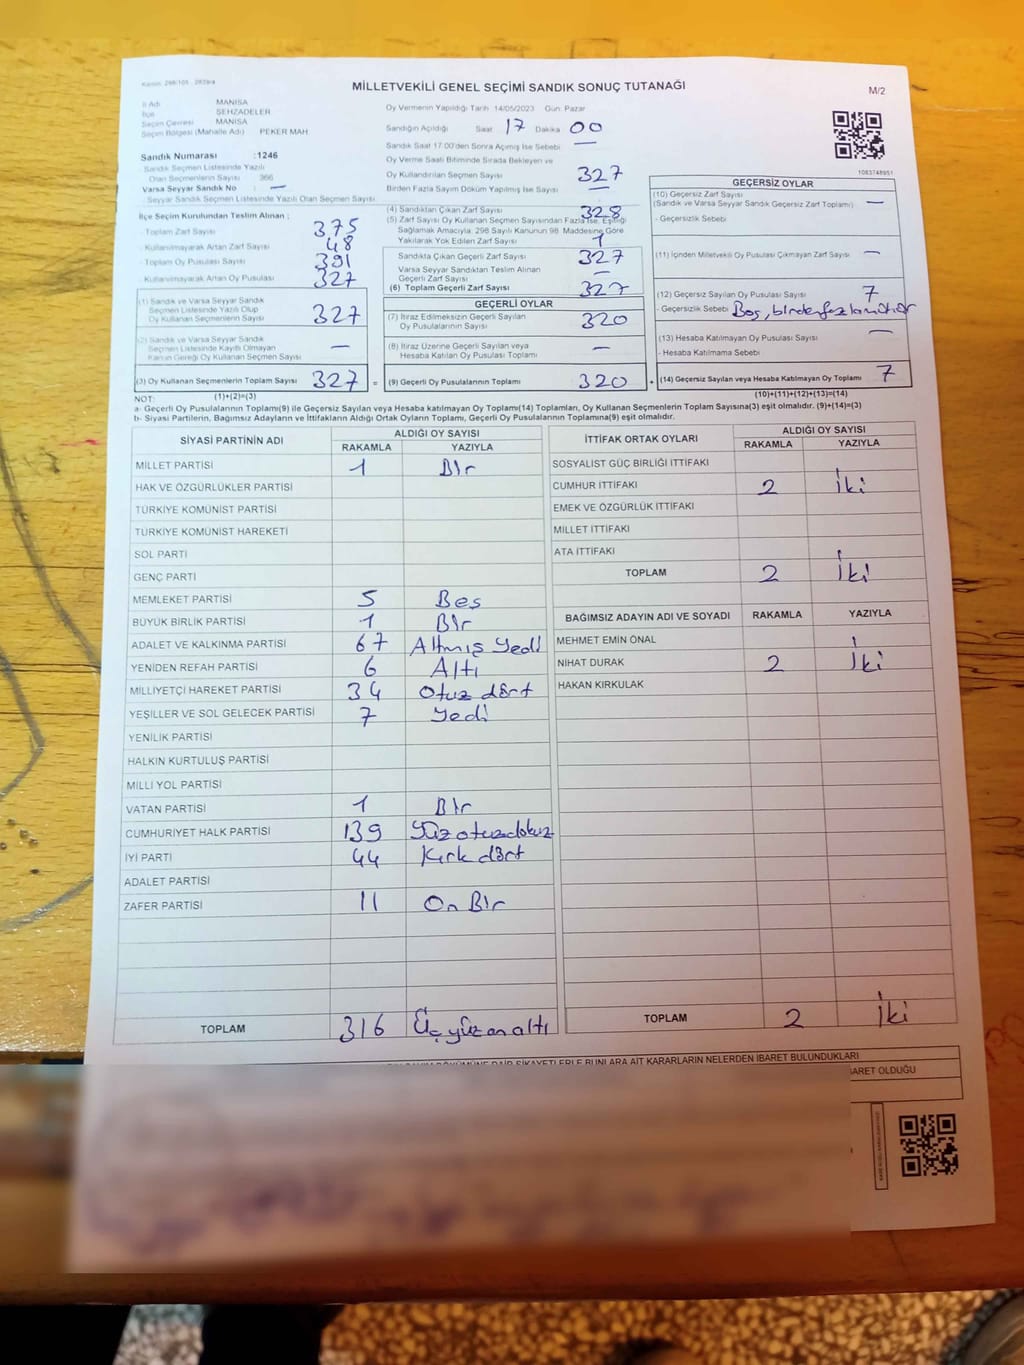 Kanun: 298/105 - 2839/a
MİLLETVEKİLİ GENEL SEÇİMİ SANDIK SONUÇ TUTANAĞI
M/2
İl Adı MANİSA
İlçe ŞEHZADELER
Seçim Çevresi MANİSA
Seçim Bölgesi (Mahalle Adı) PEKER MAH
Sandık Numarası :1246
Sandık Seçmen Listesinde Yazılı
Olan Seçmenlerin Sayısı 366
Varsa Seyyar Sandık No : —
Seyyar Sandık Seçmen Listesinde Yazılı Olan Seçmen Sayısı
İlçe Seçim Kurulundan Teslim Alınan ;
- Toplam Zarf Sayısı 375
- Kullanılmayarak Artan Zarf Sayısı 48
- Toplam Oy Pusulası Sayısı 391
- Kullanılmayarak Artan Oy Pusulası 327
(1) Sandık ve Varsa Seyyar Sandık
Seçmen Listesinde Yazılı Olup
Oy Kullanan Seçmenlerin Sayısı 327
(2) Sandık ve Varsa Seyyar Sandık
Seçmen Listesinde Kayıtlı Olmayan
Kanun Gereği Oy Kullanan Seçmen Sayısı —
(3) Oy Kullanan Seçmenlerin Toplam Sayısı 327 =
Oy Vermenin Yapıldığı Tarih 14/05/2023 Gün: Pazar
Sandığın Açıldığı Saat 17 Dakika 00
Sandık Saat 17:00'den Sonra Açımış İse Sebebi —
Oy Verme Saati Bitiminde Sırada Bekleyen ve
Oy Kullandırılan Seçmen Sayısı 327
Birden Fazla Sayım Döküm Yapılmış İse Sayısı —
(4) Sandıktan Çıkan Zarf Sayısı 328
(5) Zarf Sayısı Oy Kullanan Seçmen Sayısından Fazla İse, Eşitliği
Sağlamak Amacıyla, 298 Sayılı Kanunun 98. Maddesine Göre
Yakılarak Yok Edilen Zarf Sayısı 1
Sandıkta Çıkan Geçerli Zarf Sayısı 327
Varsa Seyyar Sandıktan Teslim Alınan
Geçerli Zarf Sayısı —
(6) Toplam Geçerli Zarf Sayısı 327
GEÇERLİ OYLAR
(7) İtiraz Edilmeksizin Geçerli Sayılan
Oy Pusulalarının Sayısı 320
(8) İtiraz Üzerine Geçerli Sayılan veya
Hesaba Katılan Oy Pusulası Toplamı —
(9) Geçerli Oy Pusulalarının Toplamı 320 +
1083748951
GEÇERSİZ OYLAR
(10) Geçersiz Zarf Sayısı
(Sandık ve Varsa Seyyar Sandık Geçersiz Zarf Toplamı) —
- Geçersizlik Sebebi
(11) İçinden Milletvekili Oy Pusulası Çıkmayan Zarf Sayısı —
(12) Geçersiz Sayılan Oy Pusulası Sayısı 7
- Geçersizlik Sebebi Boş, birden fazla mühür
(13) Hesaba Katılmayan Oy Pusulası Sayısı —
- Hesaba Katılmama Sebebi
(14) Geçersiz Sayılan veya Hesaba Katılmayan Oy Toplamı 7
NOT: (1)+(2)=(3) (10)+(11)+(12)+(13)=(14)
a- Geçerli Oy Pusulalarının Toplamı(9) ile Geçersiz Sayılan veya Hesaba katılmayan Oy Toplamı(14) Toplamları, Oy Kullanan Seçmenlerin Toplam Sayısına(3) eşit olmalıdır. (9)+(14)=(3)
b- Siyasi Partilerin, Bağımsız Adayların ve İttifakların Aldığı Ortak Oyların Toplamı, Geçerli Oy Pusulalarının Toplamına(9) eşit olmalıdır.
SİYASİ PARTİNİN ADI ALDIĞI OY SAYISI
RAKAMLA YAZIYLA
MİLLET PARTİSİ 1 Bir
HAK VE ÖZGÜRLÜKLER PARTİSİ
TÜRKİYE KOMÜNİST PARTİSİ
TÜRKİYE KOMÜNİST HAREKETİ
SOL PARTİ
GENÇ PARTİ
MEMLEKET PARTİSİ 5 Beş
BÜYÜK BİRLİK PARTİSİ 1 Bir
ADALET VE KALKINMA PARTİSİ 67 Altmış Yedi
YENİDEN REFAH PARTİSİ 6 Altı
MİLLİYETÇİ HAREKET PARTİSİ 34 Otuz dört
YEŞİLLER VE SOL GELECEK PARTİSİ 7 Yedi
YENİLİK PARTİSİ
HALKIN KURTULUŞ PARTİSİ
MİLLİ YOL PARTİSİ
VATAN PARTİSİ 1 Bir
CUMHURİYET HALK PARTİSİ 139 Yüz otuz dokuz
İYİ PARTİ 44 Kırk dört
ADALET PARTİSİ
ZAFER PARTİSİ 11 On Bir
TOPLAM 316 Üç yüz on altı
İTTİFAK ORTAK OYLARI ALDIĞI OY SAYISI
RAKAMLA YAZIYLA
SOSYALİST GÜÇ BİRLİĞİ İTTİFAKI
CUMHUR İTTİFAKI 2 İki
EMEK VE ÖZGÜRLÜK İTTİFAKI
MİLLET İTTİFAKI
ATA İTTİFAKI
TOPLAM 2 İki
BAĞIMSIZ ADAYIN ADI VE SOYADI RAKAMLA YAZIYLA
MEHMET EMİN ÖNAL
NİHAT DURAK 2 İki
HAKAN KIRKULAK
TOPLAM 2 İki
DÖKÜMÜNE DAİR ŞİKAYETLERLE BUNLARA AİT KARARLARIN NELERDEN İBARET BULUNDUKLARI
İBARET OLDUĞU